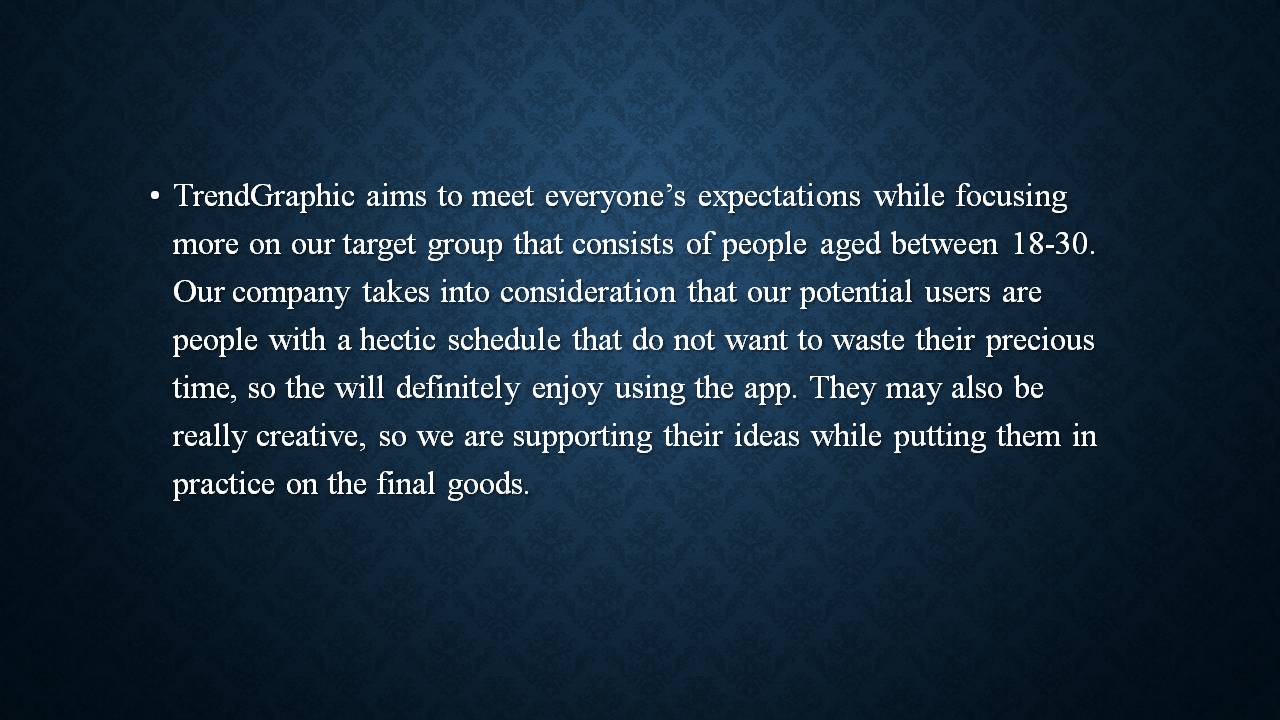 • TrendGraphic aims to meet everyone’s expectations while focusing
more on our target group that consists of people aged between 18-30.
Our company takes into consideration that our potential users are
people with a hectic schedule that do not want to waste their precious
time, so the will definitely enjoy using the app. They may also be
really creative, so we are supporting their ideas while putting them in
practice on the final goods.